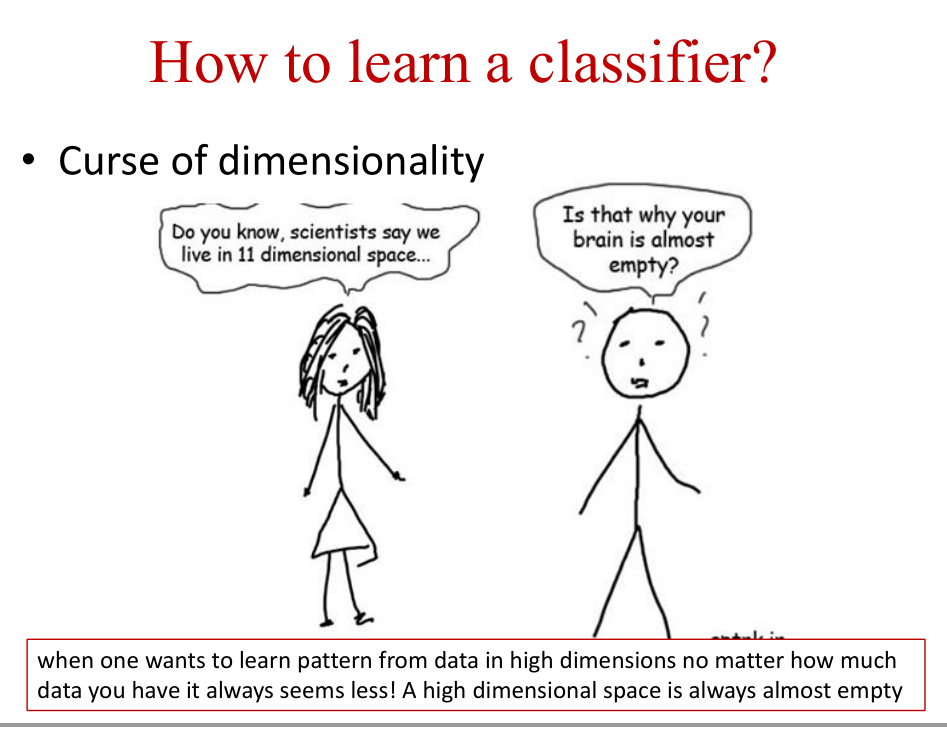 How to learn a classifier?
• Curse of dimensionality
Do you know, scientists say we
live in 11 dimensional space...
Is that why your
brain is almost
empty?
? ?
when one wants to learn pattern from data in high dimensions no matter how much
data you have it always seems less! A high dimensional space is always almost empty